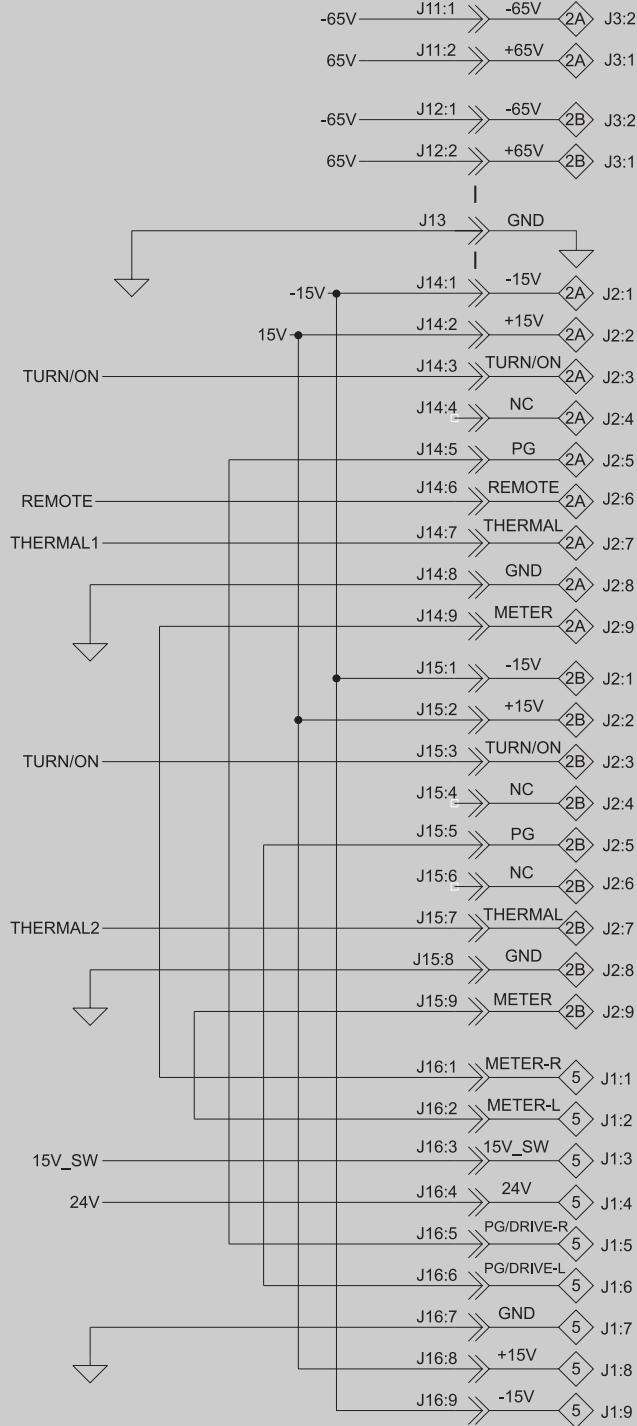 -65V J11:1 -65V 2A J3:2
65V J11:2 +65V 2A J3:1
-65V J12:1 -65V 2B J3:2
65V J12:2 +65V 2B J3:1
J13 GND
-15V J14:1 -15V 2A J2:1
15V J14:2 +15V 2A J2:2
TURN/ON J14:3 TURN/ON 2A J2:3
J14:4 NC 2A J2:4
J14:5 PG 2A J2:5
REMOTE J14:6 REMOTE 2A J2:6
THERMAL1 J14:7 THERMAL 2A J2:7
J14:8 GND 2A J2:8
J14:9 METER 2A J2:9
J15:1 -15V 2B J2:1
J15:2 +15V 2B J2:2
TURN/ON J15:3 TURN/ON 2B J2:3
J15:4 NC 2B J2:4
J15:5 PG 2B J2:5
J15:6 NC 2B J2:6
THERMAL2 J15:7 THERMAL 2B J2:7
J15:8 GND 2B J2:8
J15:9 METER 2B J2:9
J16:1 METER-R 5 J1:1
J16:2 METER-L 5 J1:2
15V_SW J16:3 15V_SW 5 J1:3
24V J16:4 24V 5 J1:4
J16:5 PG/DRIVE-R 5 J1:5
J16:6 PG/DRIVE-L 5 J1:6
J16:7 GND 5 J1:7
J16:8 +15V 5 J1:8
J16:9 -15V 5 J1:9